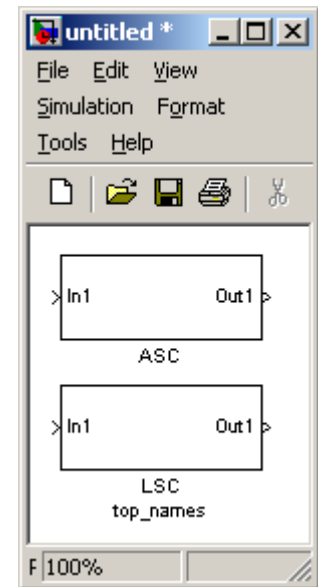 untitled *
File Edit View
Simulation Format
Tools Help
In1 Out1
ASC
In1 Out1
LSC
top_names
F 100%